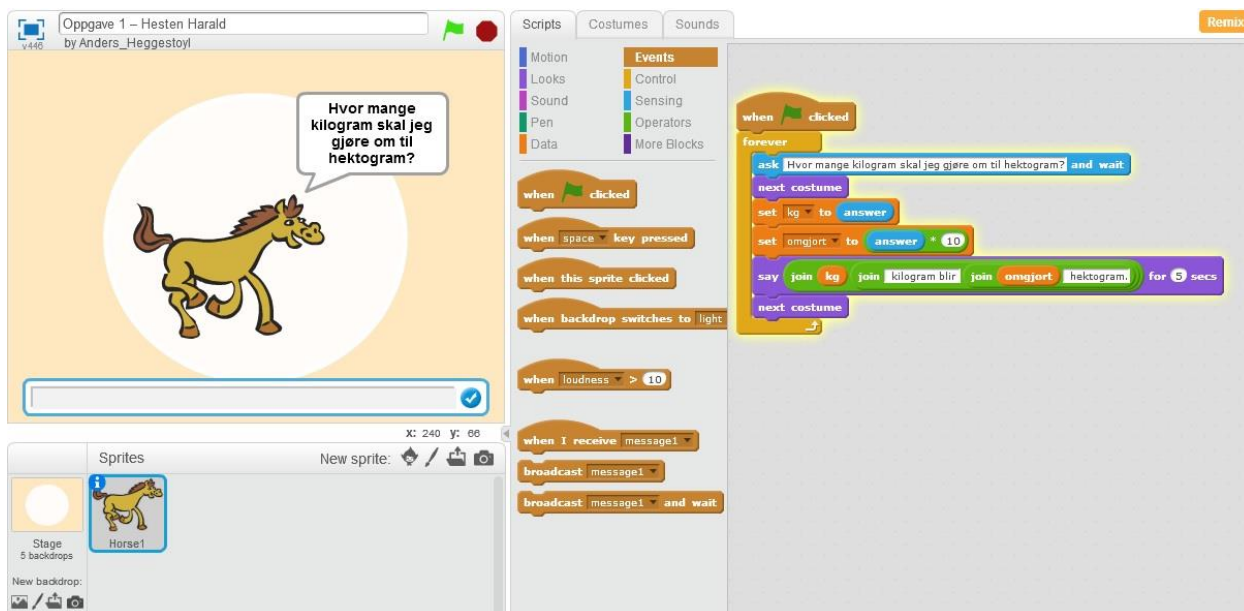 Oppgave 1 – Hesten Harald
v446
by Anders_Heggestoyl
Hvor mange
kilogram skal jeg
gjøre om til
hektogram?
x: 240 y: 66
Sprites
New sprite:
Stage
5 backdrops
New backdrop:
Horse1
Scripts
Costumes
Sounds
Motion
Looks
Sound
Pen
Data
Events
Control
Sensing
Operators
More Blocks
when clicked
when space key pressed
when this sprite clicked
when backdrop switches to light
when loudness > 10
when I receive message1
broadcast message1
broadcast message1 and wait
Remix
when clicked
forever
ask Hvor mange kilogram skal jeg gjøre om til hektogram? and wait
next costume
set kg to answer
set omgjort to answer * 10
say join kg join kilogram blir join omgjort hektogram. for 5 secs
next costume